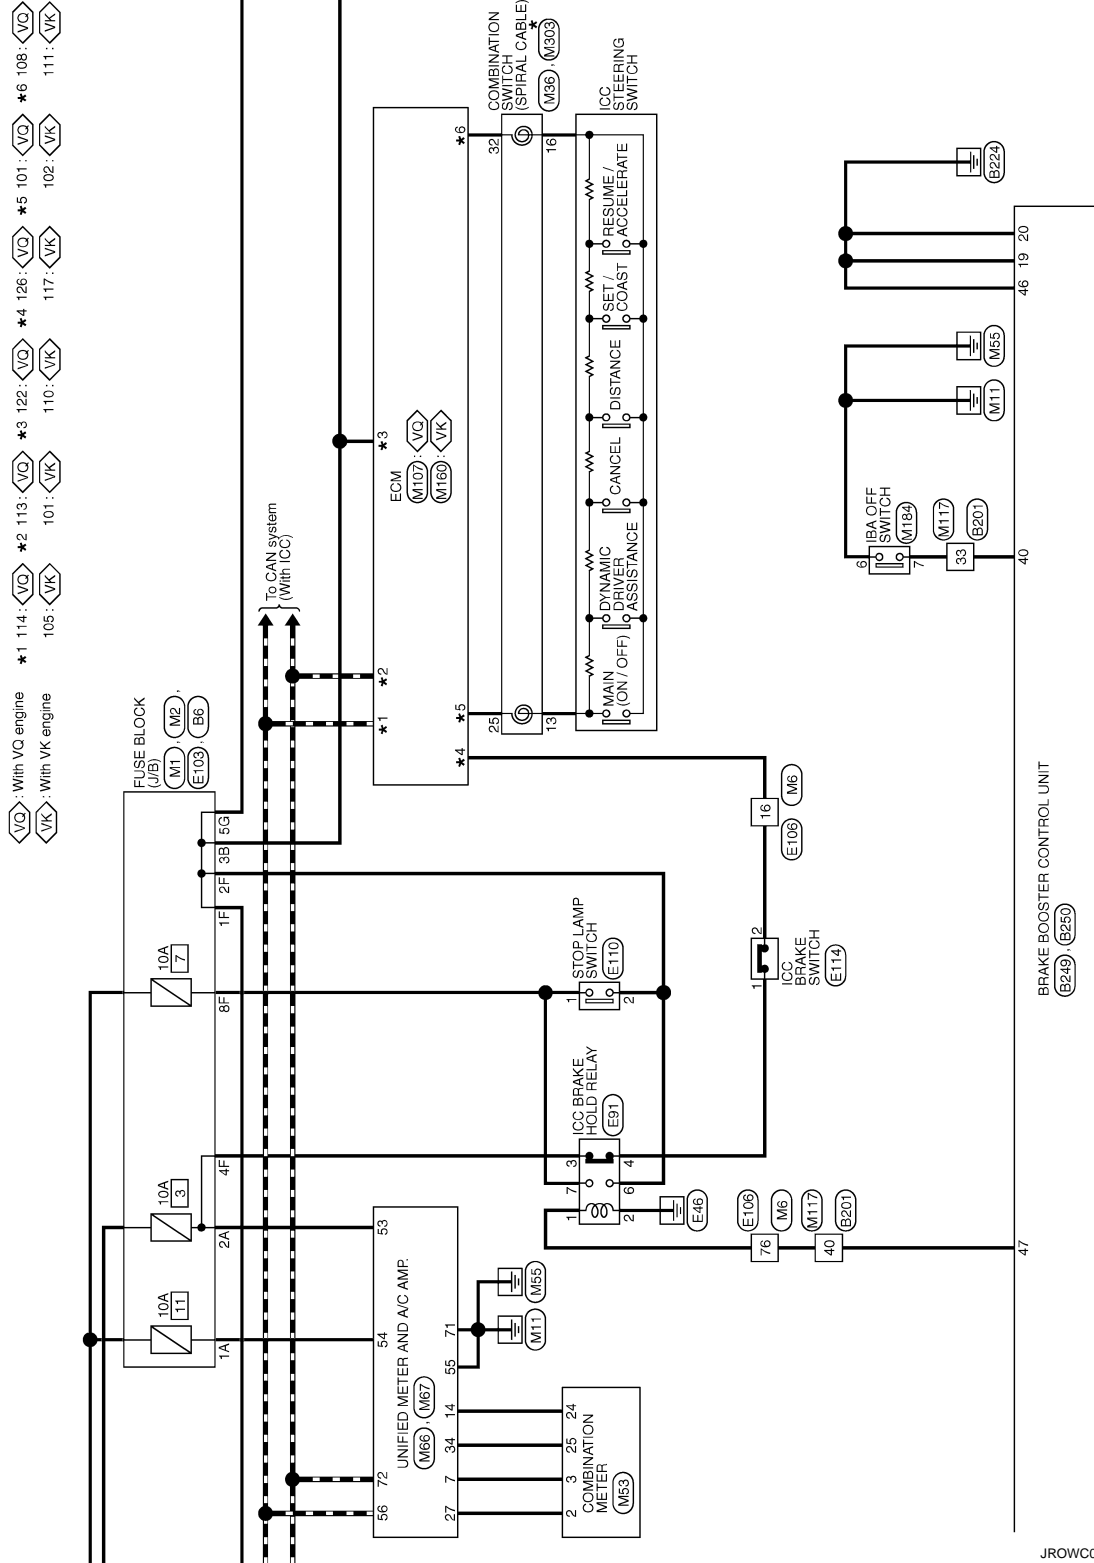 VQ : With VQ engine
VK : With VK engine
*1 114: VQ
105: VK
*2 113: VQ
101: VK
*3 122: VQ
110: VK
*4 126: VQ
117: VK
*5 101: VQ
102: VK
*6 108: VQ
111: VK
FUSE BLOCK
(J/B)
M1 , M2 ,
E103 , B6
10A
11
10A
3
10A
7
1A
2A
4F
8F
1F
2F
3B
5G
To CAN system
(With ICC)
56
72
54
53
UNIFIED METER AND A/C AMP.
M66 , M67
27
7
34
14
55
71
M11
M55
2
3
25
24
COMBINATION
METER
M53
*1
*2
*3
ECM
M107 : VQ
M160 : VK
*4
*5
*6
COMBINATION
SWITCH
(SPIRAL CABLE)
M36 , M303
*
25
32
13
16
ICC
STEERING
SWITCH
MAIN
(ON / OFF)
DYNAMIC
DRIVER
ASSISTANCE
CANCEL
DISTANCE
SET /
COAST
RESUME /
ACCELERATE
ICC BRAKE
HOLD RELAY
E91
1
7
3
2
6
4
E46
STOP LAMP
SWITCH
E110
1
2
ICC
BRAKE
SWITCH
E114
1
2
E106
16
M6
E106
M6
M117
B201
76
40
47
IBA OFF
SWITCH
M184
6
7
M117
B201
33
40
M11
M55
46
19
20
B224
BRAKE BOOSTER CONTROL UNIT
B249 , B250